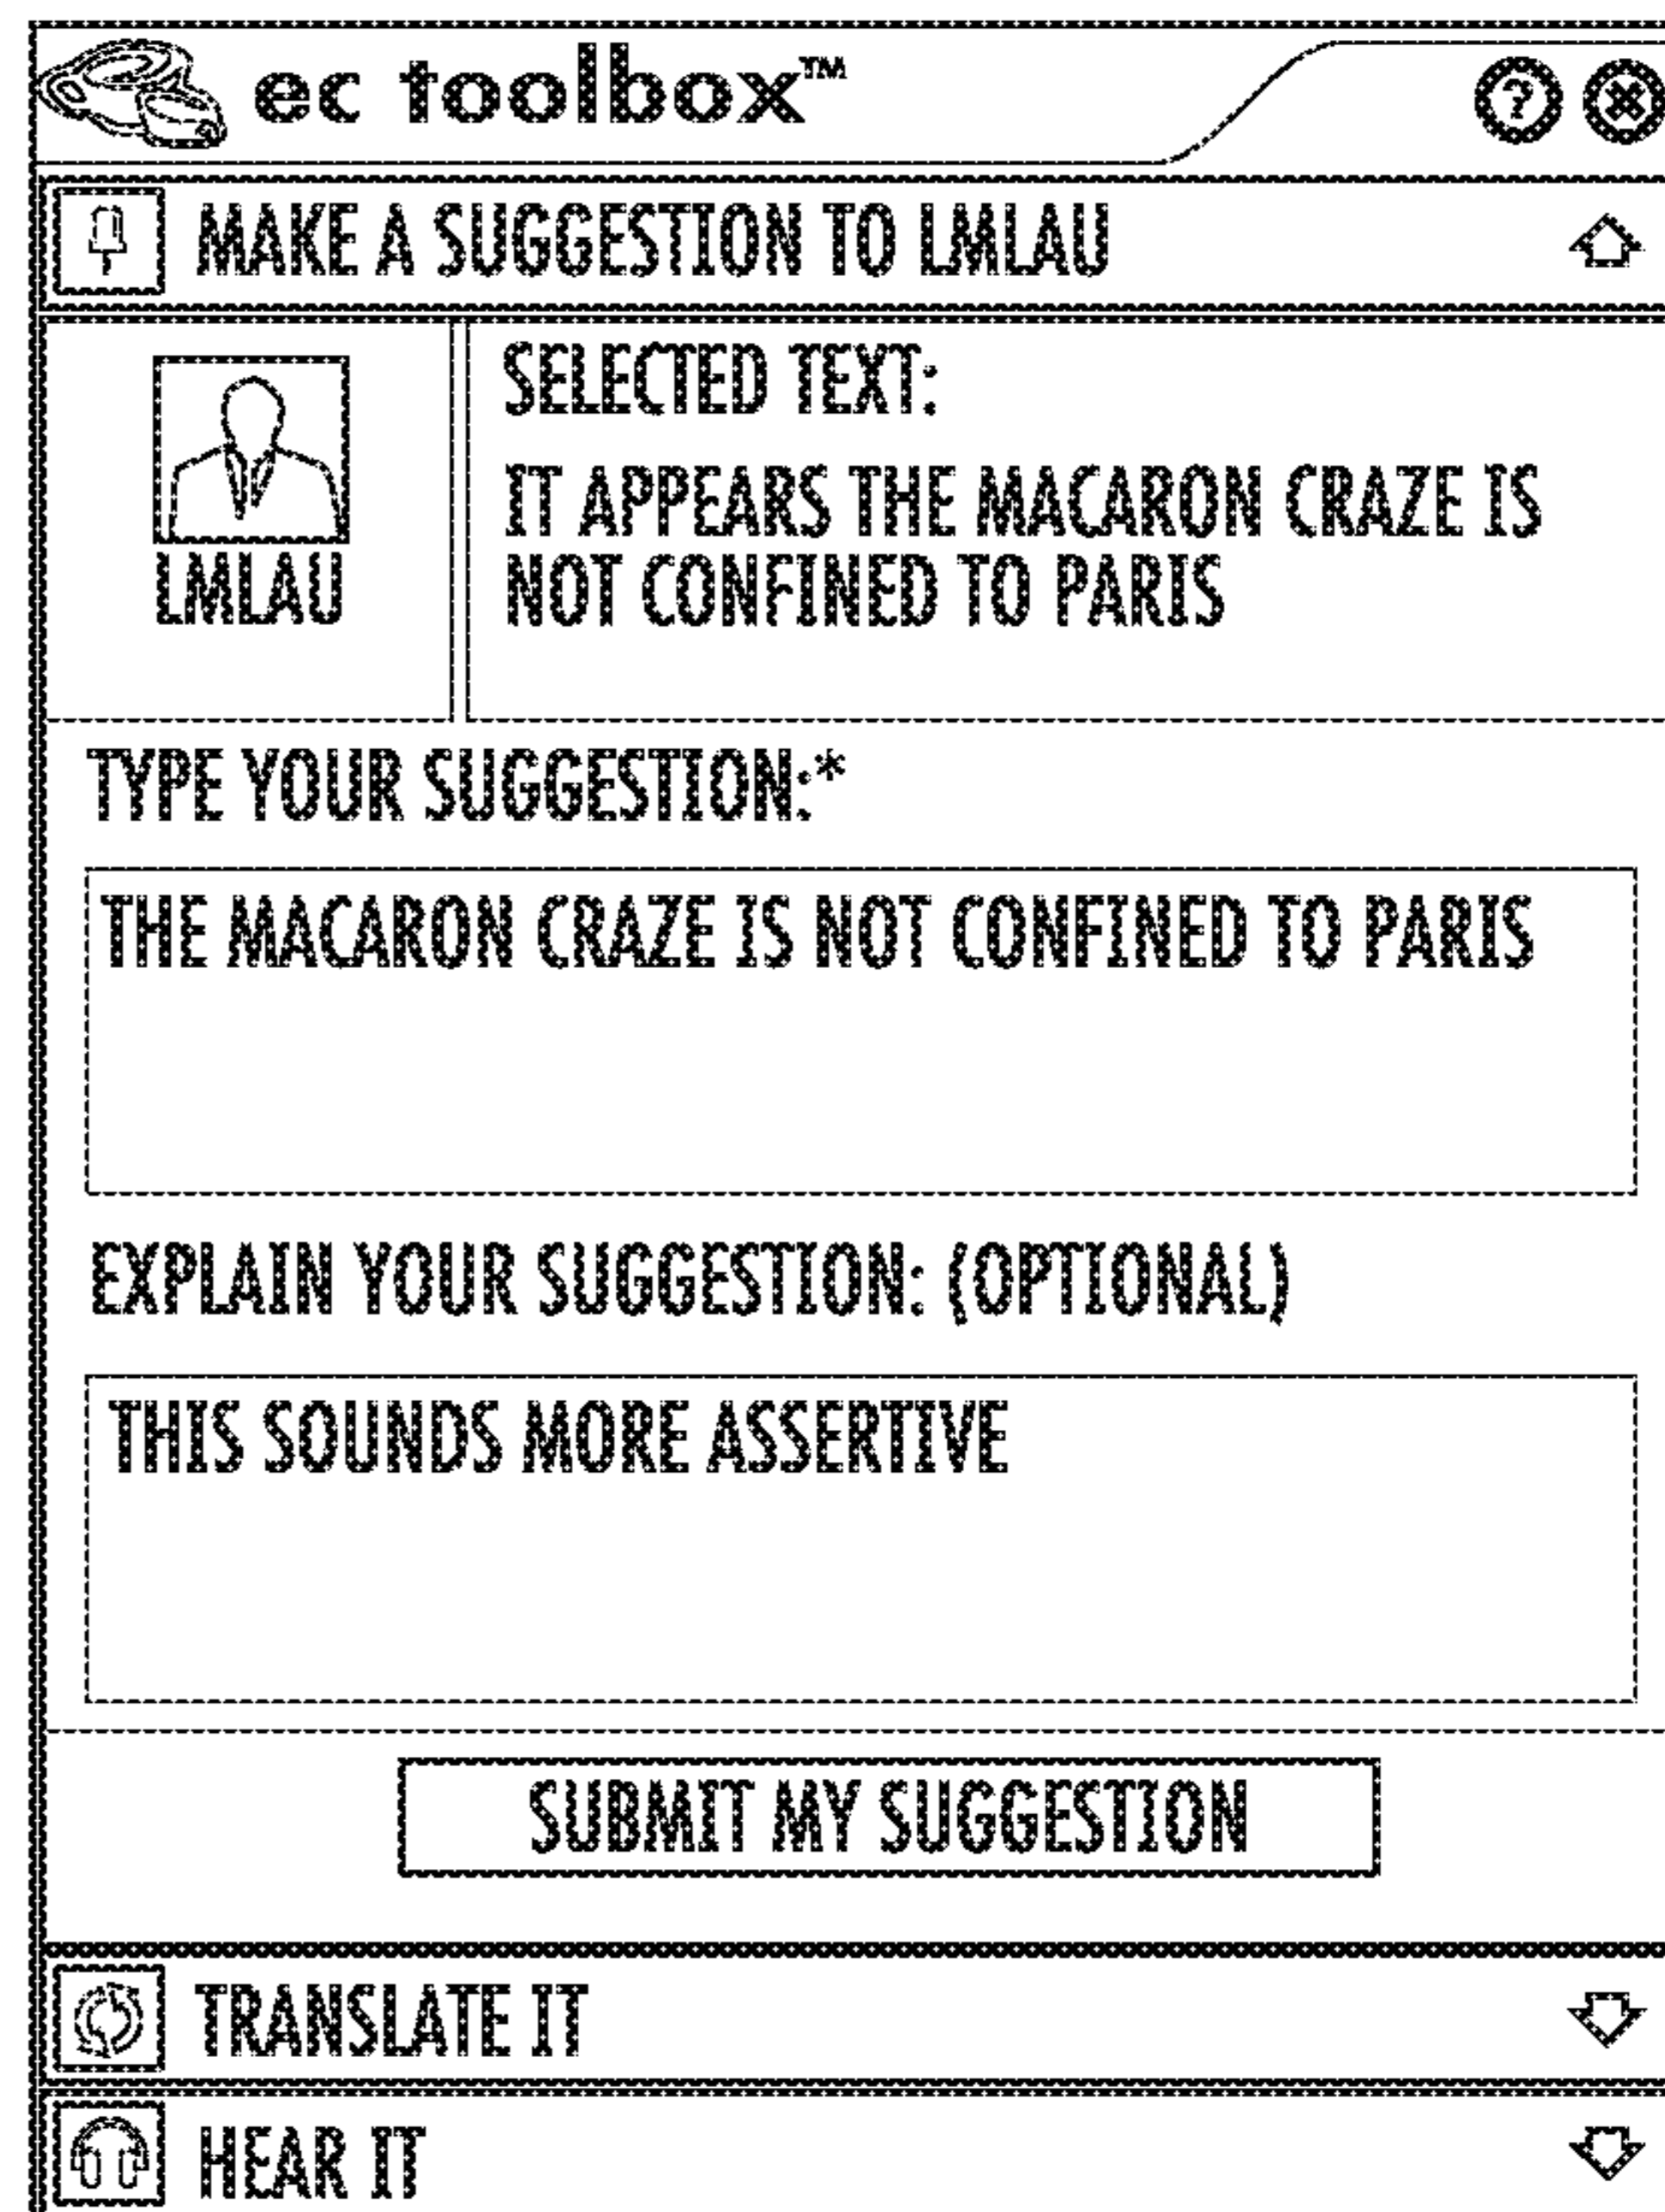 ec toolbox™
?
MAKE A SUGGESTION TO LMLAU
LMLAU
SELECTED TEXT:
IT APPEARS THE MACARON CRAZE IS
NOT CONFINED TO PARIS
TYPE YOUR SUGGESTION:*
THE MACARON CRAZE IS NOT CONFINED TO PARIS
EXPLAIN YOUR SUGGESTION: (OPTIONAL)
THIS SOUNDS MORE ASSERTIVE
SUBMIT MY SUGGESTION
TRANSLATE IT
HEAR IT